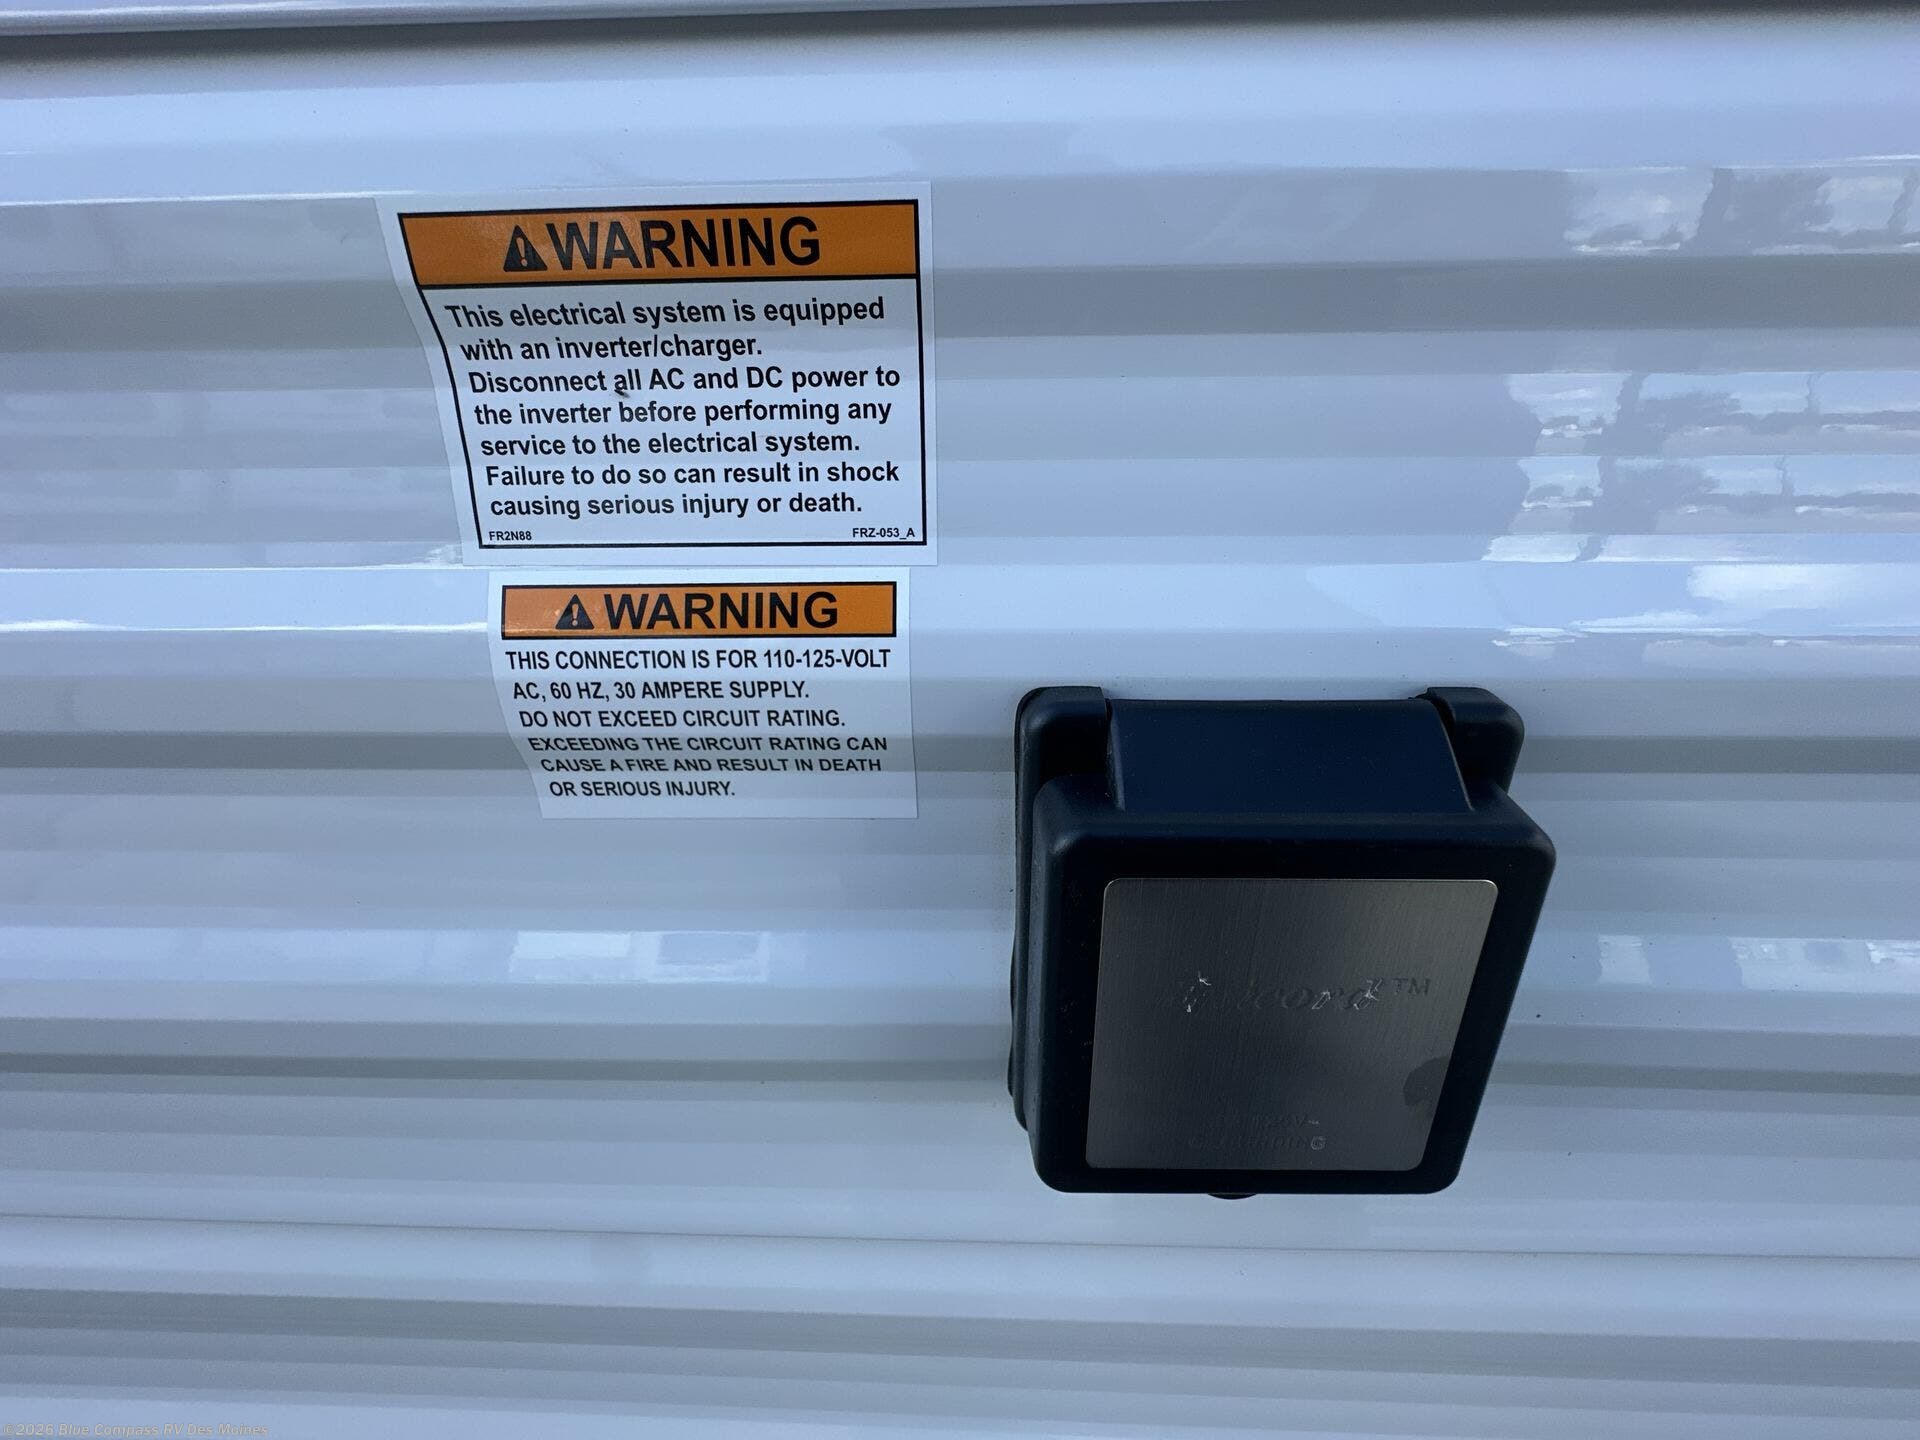 WARNING
This electrical system is equipped
with an inverter/charger.
Disconnect all AC and DC power to
the inverter before performing any
service to the electrical system.
Failure to do so can result in shock
causing serious injury or death.
FR2N88 FRZ-053_A
WARNING
THIS CONNECTION IS FOR 110-125-VOLT
AC, 60 HZ, 30 AMPERE SUPPLY.
DO NOT EXCEED CIRCUIT RATING.
EXCEEDING THE CIRCUIT RATING CAN
CAUSE A FIRE AND RESULT IN DEATH
OR SERIOUS INJURY.
©2026 Blue Compass RV Des Moines